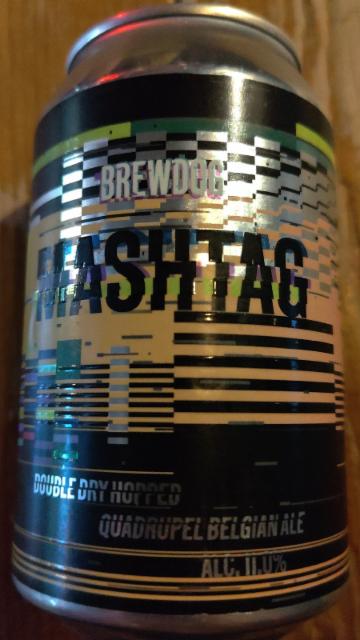 BREWDOG
MASHTAG
DOUBLE DRY HOPPED
QUADRUPEL BELGIAN ALE
ALC. 11.0%